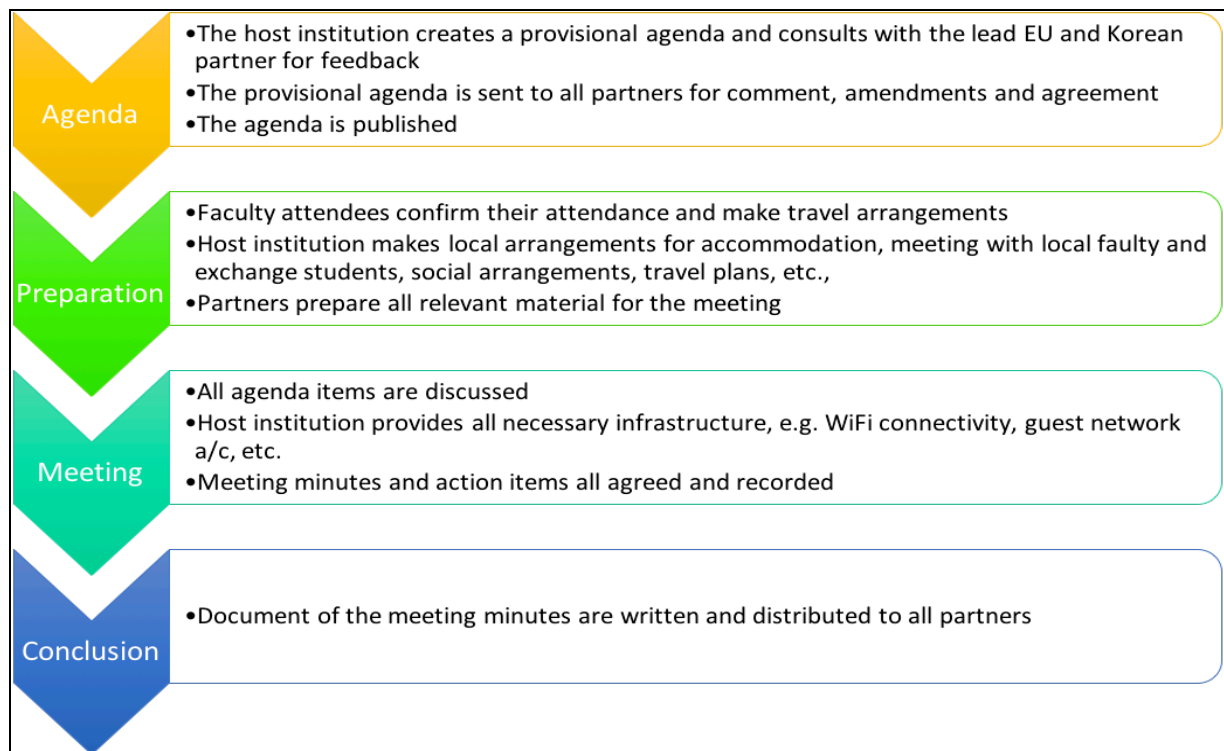 Agenda
•The host institution creates a provisional agenda and consults with the lead EU and Korean
partner for feedback
•The provisional agenda is sent to all partners for comment, amendments and agreement
•The agenda is published
Preparation
•Faculty attendees confirm their attendance and make travel arrangements
•Host institution makes local arrangements for accommodation, meeting with local faulty and
exchange students, social arrangements, travel plans, etc.,
•Partners prepare all relevant material for the meeting
Meeting
•All agenda items are discussed
•Host institution provides all necessary infrastructure, e.g. WiFi connectivity, guest network
a/c, etc.
•Meeting minutes and action items all agreed and recorded
Conclusion
•Document of the meeting minutes are written and distributed to all partners